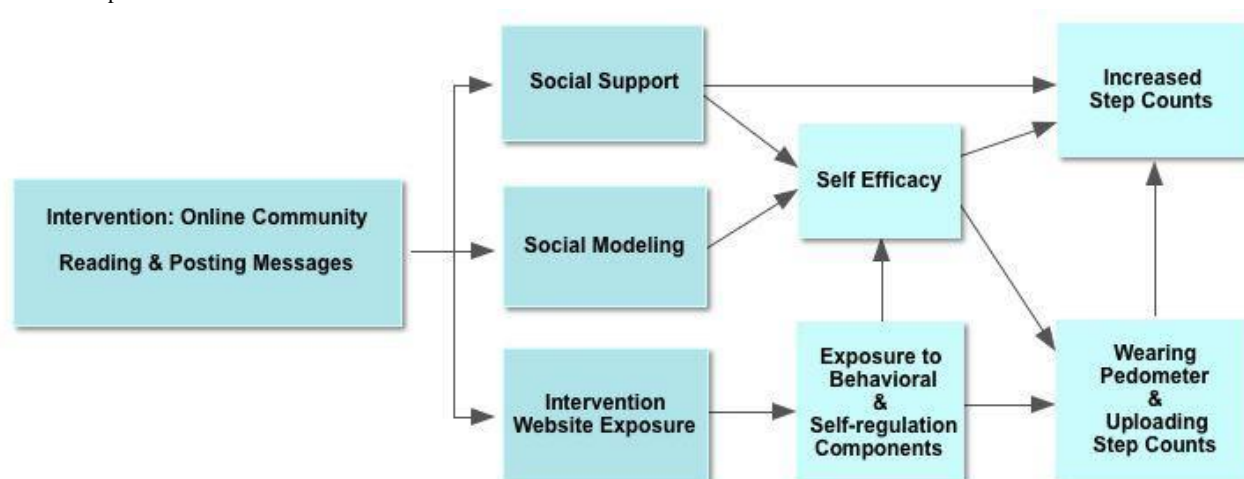 Intervention: Online Community
Reading & Posting Messages
Social Support
Social Modeling
Intervention
Website Exposure
Self Efficacy
Exposure to
Behavioral
&
Self-regulation
Components
Increased
Step Counts
Wearing
Pedometer
&
Uploading
Step Counts